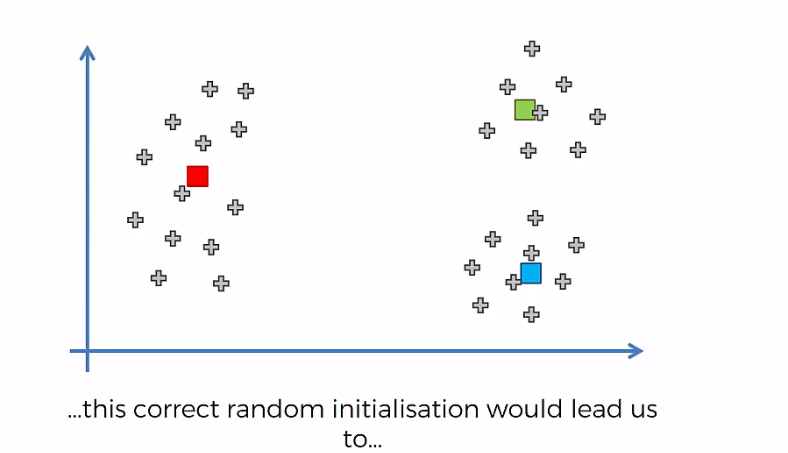 ...this correct random initialisation would lead us
to...